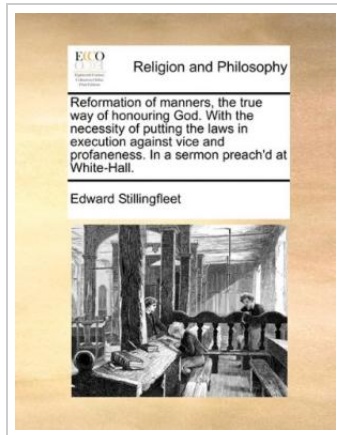 ECCO
Religion and Philosophy
Reformation of manners, the true
way of honouring God. With the
necessity of putting the laws in
execution against vice and
profaneness. In a sermon preach'd at
White-Hall.
Edward Stillingfleet